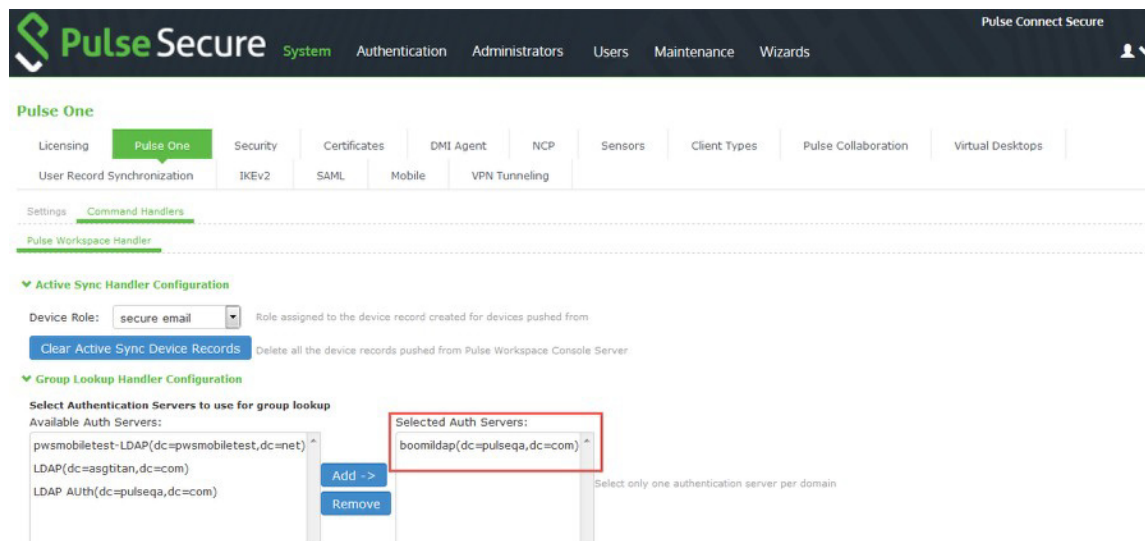 Pulse Connect Secure
Pulse Secure System Authentication Administrators Users Maintenance Wizards
Pulse One
Licensing Pulse One Security Certificates DMI Agent NCP Sensors Client Types Pulse Collaboration Virtual Desktops
User Record Synchronization IKEv2 SAML Mobile VPN Tunneling
Settings Command Handlers
Pulse Workspace Handler
Active Sync Handler Configuration
Device Role: secure email Role assigned to the device record created for devices pushed from
Clear Active Sync Device Records Delete all the device records pushed from Pulse Workspace Console Server
Group Lookup Handler Configuration
Select Authentication Servers to use for group lookup
Available Auth Servers: Selected Auth Servers:
pwsmobiletest-LDAP(dc=pwsmobiletest,dc=net) boomildap(dc=pulseqa,dc=com)
LDAP(dc=asgtitan,dc=com)
Add ->
Select only one authentication server per domain
LDAP AUth(dc=pulseqa,dc=com)
Remove